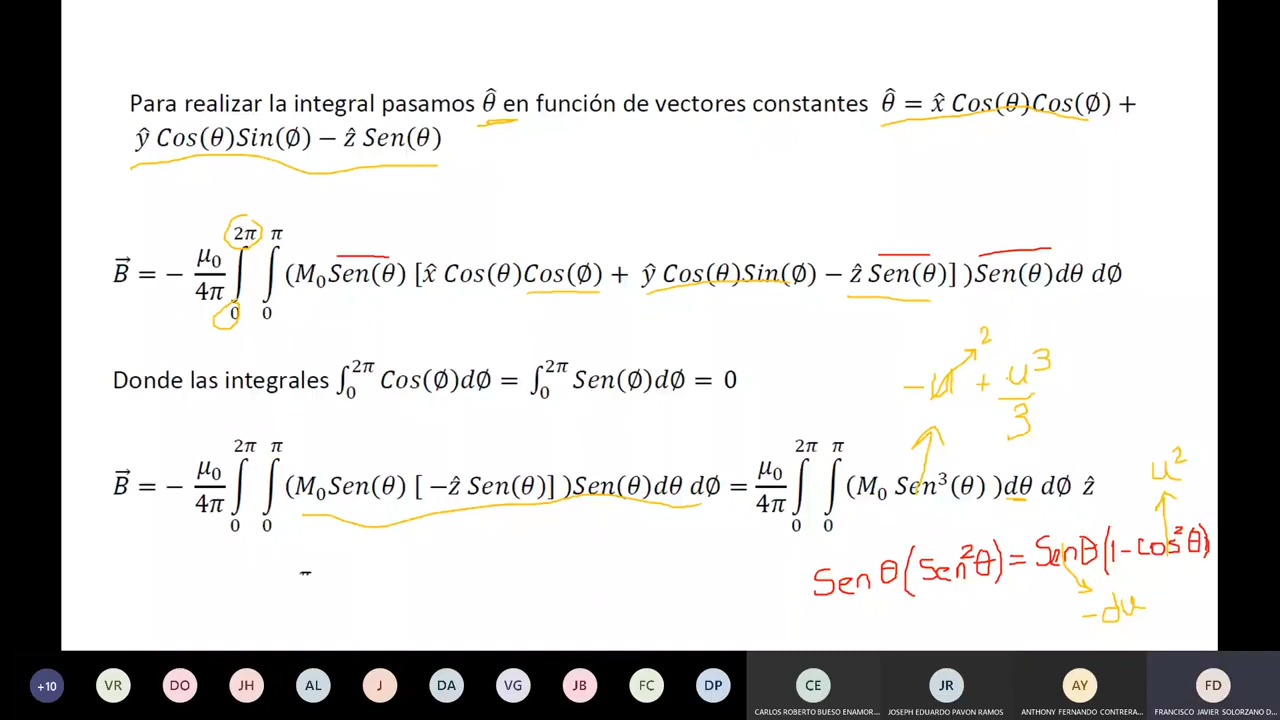 Para realizar la integral pasamos θ̂ en función de vectores constantes θ̂ = x̂ Cos(θ)Cos(∅) +
ŷ Cos(θ)Sin(∅) − ẑ Sen(θ)
B⃗ = − μ₀/4π ∫₀^2π ∫₀^π (M₀Sen(θ) [x̂ Cos(θ)Cos(∅) + ŷ Cos(θ)Sin(∅) − ẑ Sen(θ)] )Sen(θ)dθ d∅
− u + u³/3
2
Donde las integrales ∫₀^2π Cos(∅)d∅ = ∫₀^2π Sen(∅)d∅ = 0
B⃗ = − μ₀/4π ∫₀^2π ∫₀^π (M₀Sen(θ) [ −ẑ Sen(θ)] )Sen(θ)dθ d∅ = μ₀/4π ∫₀^2π ∫₀^π (M₀ Sen³(θ) )dθ d∅ ẑ
u²
Sen θ(Sen²θ) = Senθ(1 - cos²θ)
- du
π
+10 VR DO JH AL J DA VG JB FC DP CE JR AY FD
CARLOS ROBERTO BUESO ENAMOR... JOSEPH EDUARDO PAVON RAMOS ANTHONY FERNANDO CONTRERA... FRANCISCO JAVIER SOLORZANO D...